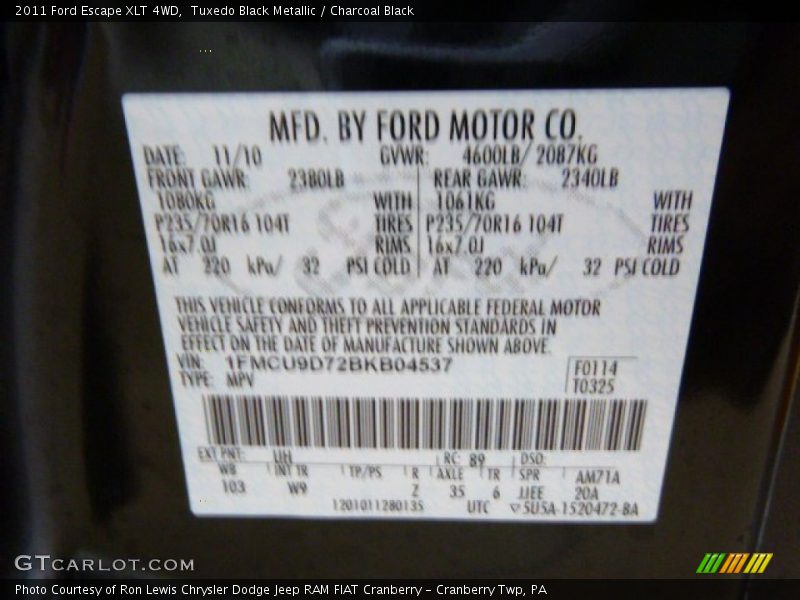 2011 Ford Escape XLT 4WD,  Tuxedo Black Metallic / Charcoal Black
MFD. BY FORD MOTOR CO.
DATE: 11/10 GVWR: 4600LB/ 2087KG
FRONT GAWR: 2380LB REAR GAWR: 2340LB
1080KG WITH 1061KG WITH
P235/70R16 104T TIRES P235/70R16 104T TIRES
16x7.0J RIMS 16x7.0J RIMS
AT 220 kPa/ 32 PSI COLD AT 220 kPa/ 32 PSI COLD
THIS VEHICLE CONFORMS TO ALL APPLICABLE FEDERAL MOTOR
VEHICLE SAFETY AND THEFT PREVENTION STANDARDS IN
EFFECT ON THE DATE OF MANUFACTURE SHOWN ABOVE.
VIN: 1FMCU9D72BKB04537 F0114
TYPE: MPV T0325
EXT PNT: UH RC: 89 DSO:
WB INT TR TP/PS R AXLE TR SPR AM71A
103 W9 Z 35 6 JJEE 20A
1201011280135 UTC ▽5U5A-1520472-BA
GTCARLOT.COM
Photo Courtesy of Ron Lewis Chrysler Dodge Jeep RAM FIAT Cranberry – Cranberry Twp, PA